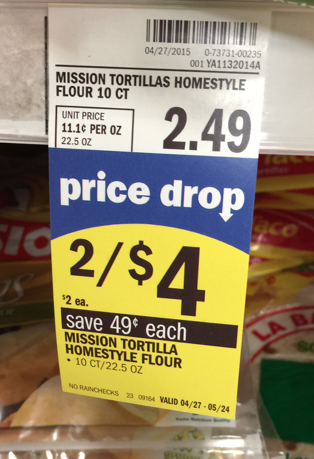 04/27/2015 0-73731-00235
001 YA1132014A
MISSION TORTILLAS HOMESTYLE
FLOUR 10 CT
UNIT PRICE
11.1¢ PER OZ
22.5 OZ
2.49
price drop
2/$4
$2 ea.
save 49¢ each
MISSION TORTILLA
HOMESTYLE FLOUR
• 10 CT/22.5 OZ
NO RAINCHECKS 23 09164 VALID 04/27 - 05/24
LA BA